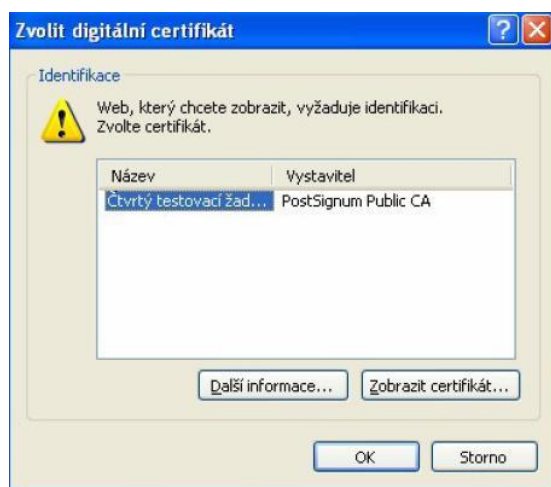 Zvolit digitální certifikát
Identifikace
Web, který chcete zobrazit, vyžaduje identifikaci.
Zvolte certifikát.
Název Vystavitel
Čtvrtý testovací žad... PostSignum Public CA
Další informace... Zobrazit certifikát...
OK Storno